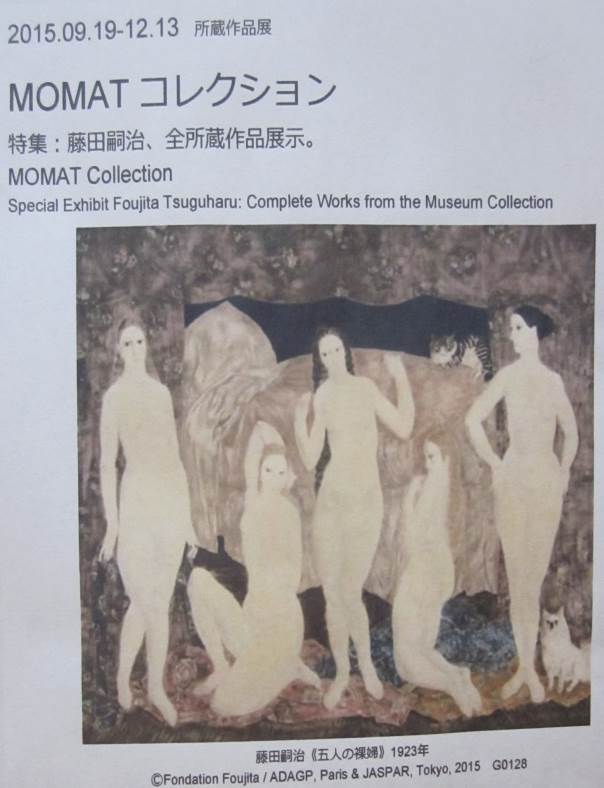 2015.09.19-12.13 所蔵作品展
MOMAT コレクション
特集：藤田嗣治、全所蔵作品展示。
MOMAT Collection
Special Exhibit Foujita Tsuguharu: Complete Works from the Museum Collection
藤田嗣治《五人の裸婦》1923年
©Fondation Foujita / ADAGP, Paris & JASPAR, Tokyo, 2015 G0128